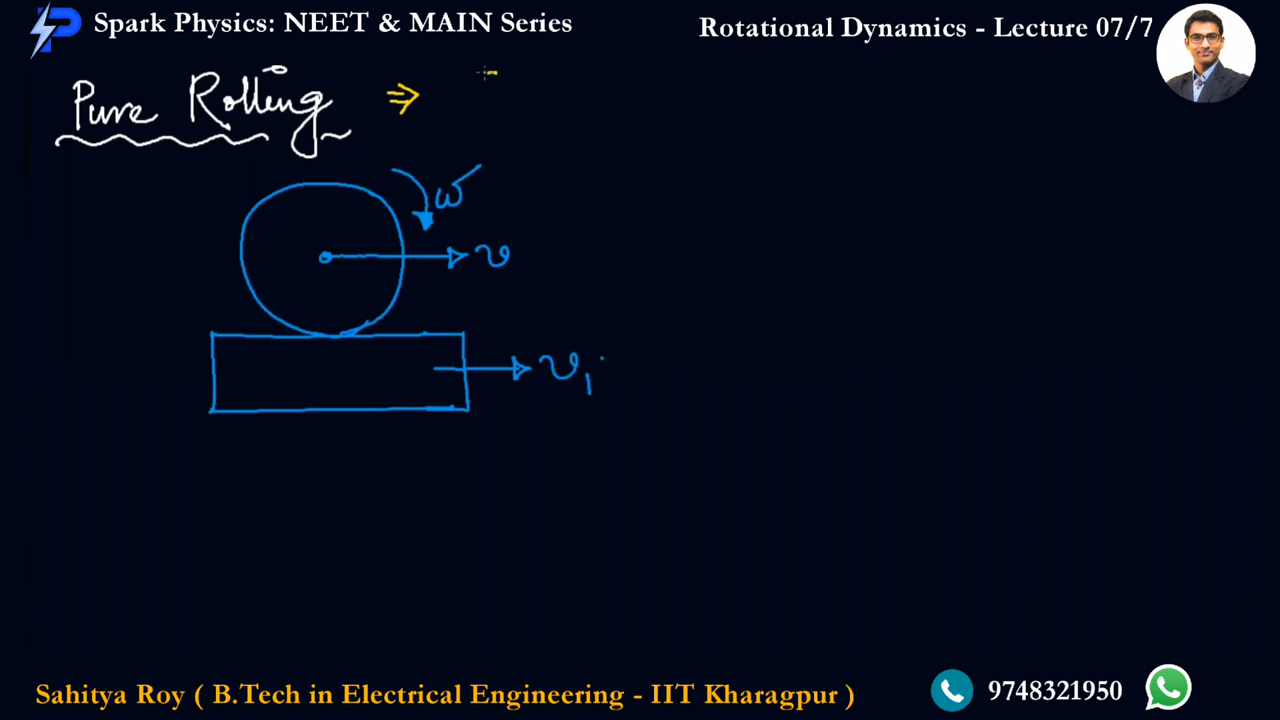 Spark Physics: NEET & MAIN Series
Rotational Dynamics - Lecture 07/7
Pure Rolling ⇒
ω
v
v₁
Sahitya Roy ( B.Tech in Electrical Engineering - IIT Kharagpur )
9748321950